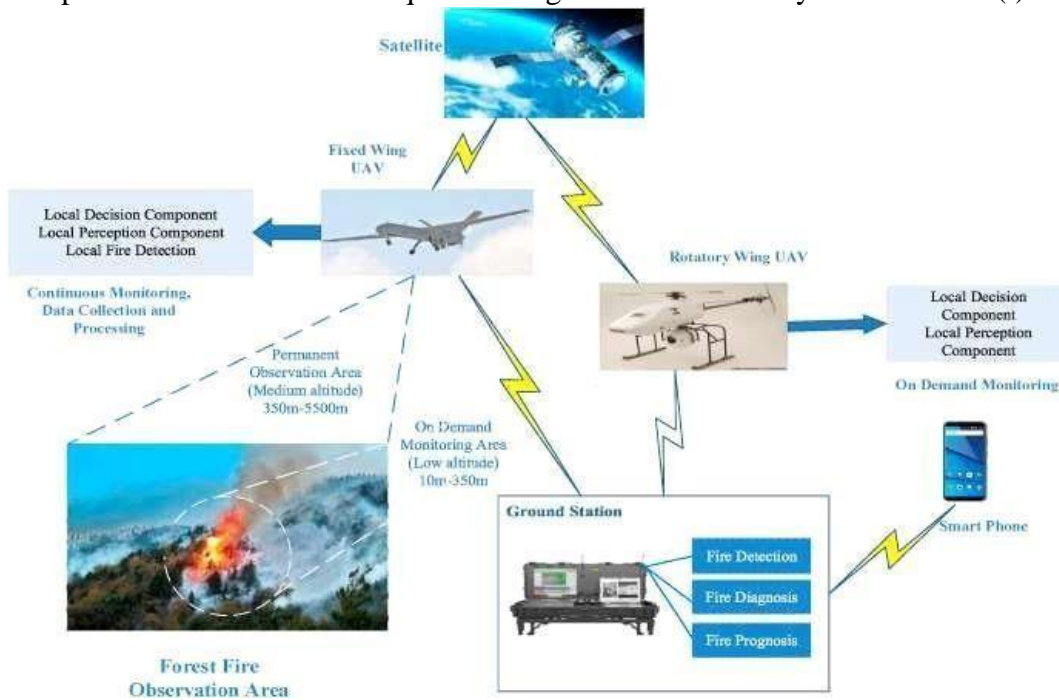 Satellite
Fixed Wing
UAV
Local Decision Component
Local Perception Component
Local Fire Detection
Continuous Monitoring,
Data Collection and
Processing
Rotatory Wing UAV
Local Decision
Component
Local Perception
Component
On Demand Monitoring
Permanent
Observation Area
(Medium altitude)
350m-5500m
On Demand
Monitoring Area
(Low altitude)
10m-350m
Ground Station
Fire Detection
Fire Diagnosis
Fire Prognosis
Smart Phone
Forest Fire
Observation Area